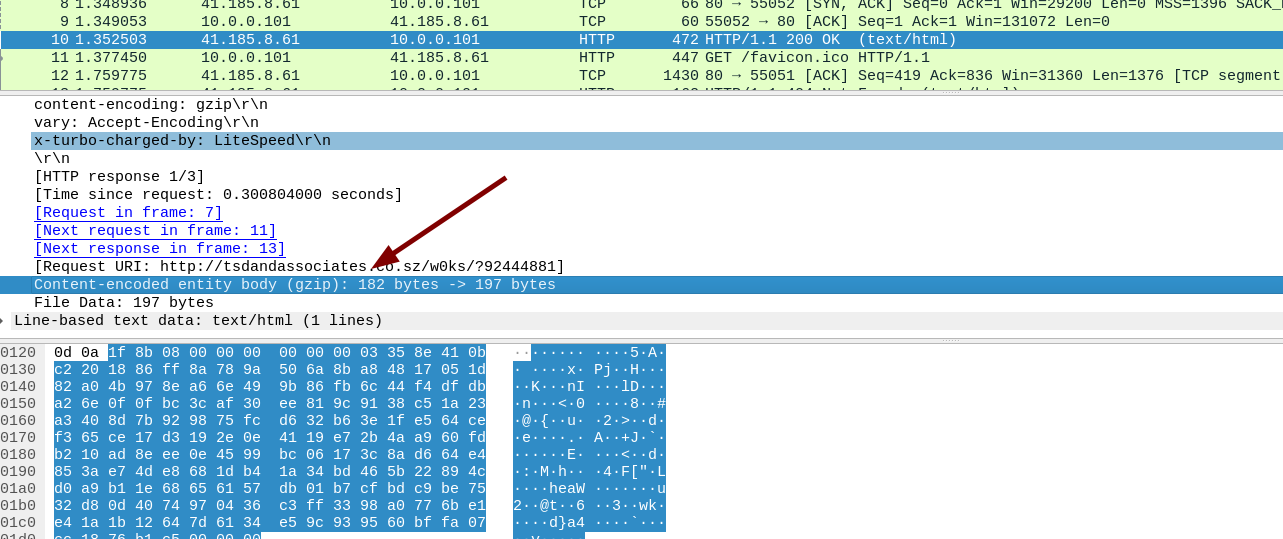 8 1.348936 41.185.8.61 10.0.0.101 TCP 66 80 → 55052 [SYN, ACK] Seq=0 Ack=1 Win=29200 Len=0 MSS=1396 SACK_
9 1.349053 10.0.0.101 41.185.8.61 TCP 60 55052 → 80 [ACK] Seq=1 Ack=1 Win=131072 Len=0
10 1.352503 41.185.8.61 10.0.0.101 HTTP 472 HTTP/1.1 200 OK (text/html)
11 1.377450 10.0.0.101 41.185.8.61 HTTP 447 GET /favicon.ico HTTP/1.1
12 1.759775 41.185.8.61 10.0.0.101 TCP 1430 80 → 55051 [ACK] Seq=419 Ack=836 Win=31360 Len=1376 [TCP segment
content-encoding: gzip\r\n
vary: Accept-Encoding\r\n
x-turbo-charged-by: LiteSpeed\r\n
\r\n
[HTTP response 1/3]
[Time since request: 0.300804000 seconds]
[Request in frame: 7]
[Next request in frame: 11]
[Next response in frame: 13]
[Request URI: http://tsdandassociates.co.sz/w0ks/?92444881]
Content-encoded entity body (gzip): 182 bytes -> 197 bytes
File Data: 197 bytes
Line-based text data: text/html (1 lines)
0120 0d 0a 1f 8b 08 00 00 00 00 00 00 03 35 8e 41 0b ········ ····5·A·
0130 c2 20 18 86 ff 8a 78 9a 50 6a 8b a8 48 17 05 1d · ····x· Pj··H···
0140 82 a0 4b 97 8e a6 6e 49 9b 86 fb 6c 44 f4 df db ··K···nI ···lD···
0150 a2 6e 0f 0f bc 3c af 30 ee 81 9c 91 38 c5 1a 23 ·n···<·0 ····8··#
0160 a3 40 8d 7b 92 98 75 fc d6 32 b6 3e 1f e5 64 ce ·@·{··u· ·2·>··d·
0170 f3 65 ce 17 d3 19 2e 0e 41 19 e7 2b 4a a9 60 fd ·e····.· A··+J·`·
0180 b2 10 ad 8e ee 0e 45 99 bc 06 17 3c 8a d6 64 e4 ······E· ···<··d·
0190 85 3a e7 4d e8 68 1d b4 1a 34 bd 46 5b 22 89 4c ·:·M·h·· ·4·F["·L
01a0 d0 a9 b1 1e 68 65 61 57 db 01 b7 cf bd c9 be 75 ····heaW ·······u
01b0 32 d8 0d 40 74 97 04 36 c3 ff 33 98 a0 77 6b e1 2··@t··6 ··3··wk·
01c0 e4 1a 1b 12 64 7d 61 34 e5 9c 93 95 60 bf fa 07 ····d}a4 ····`···